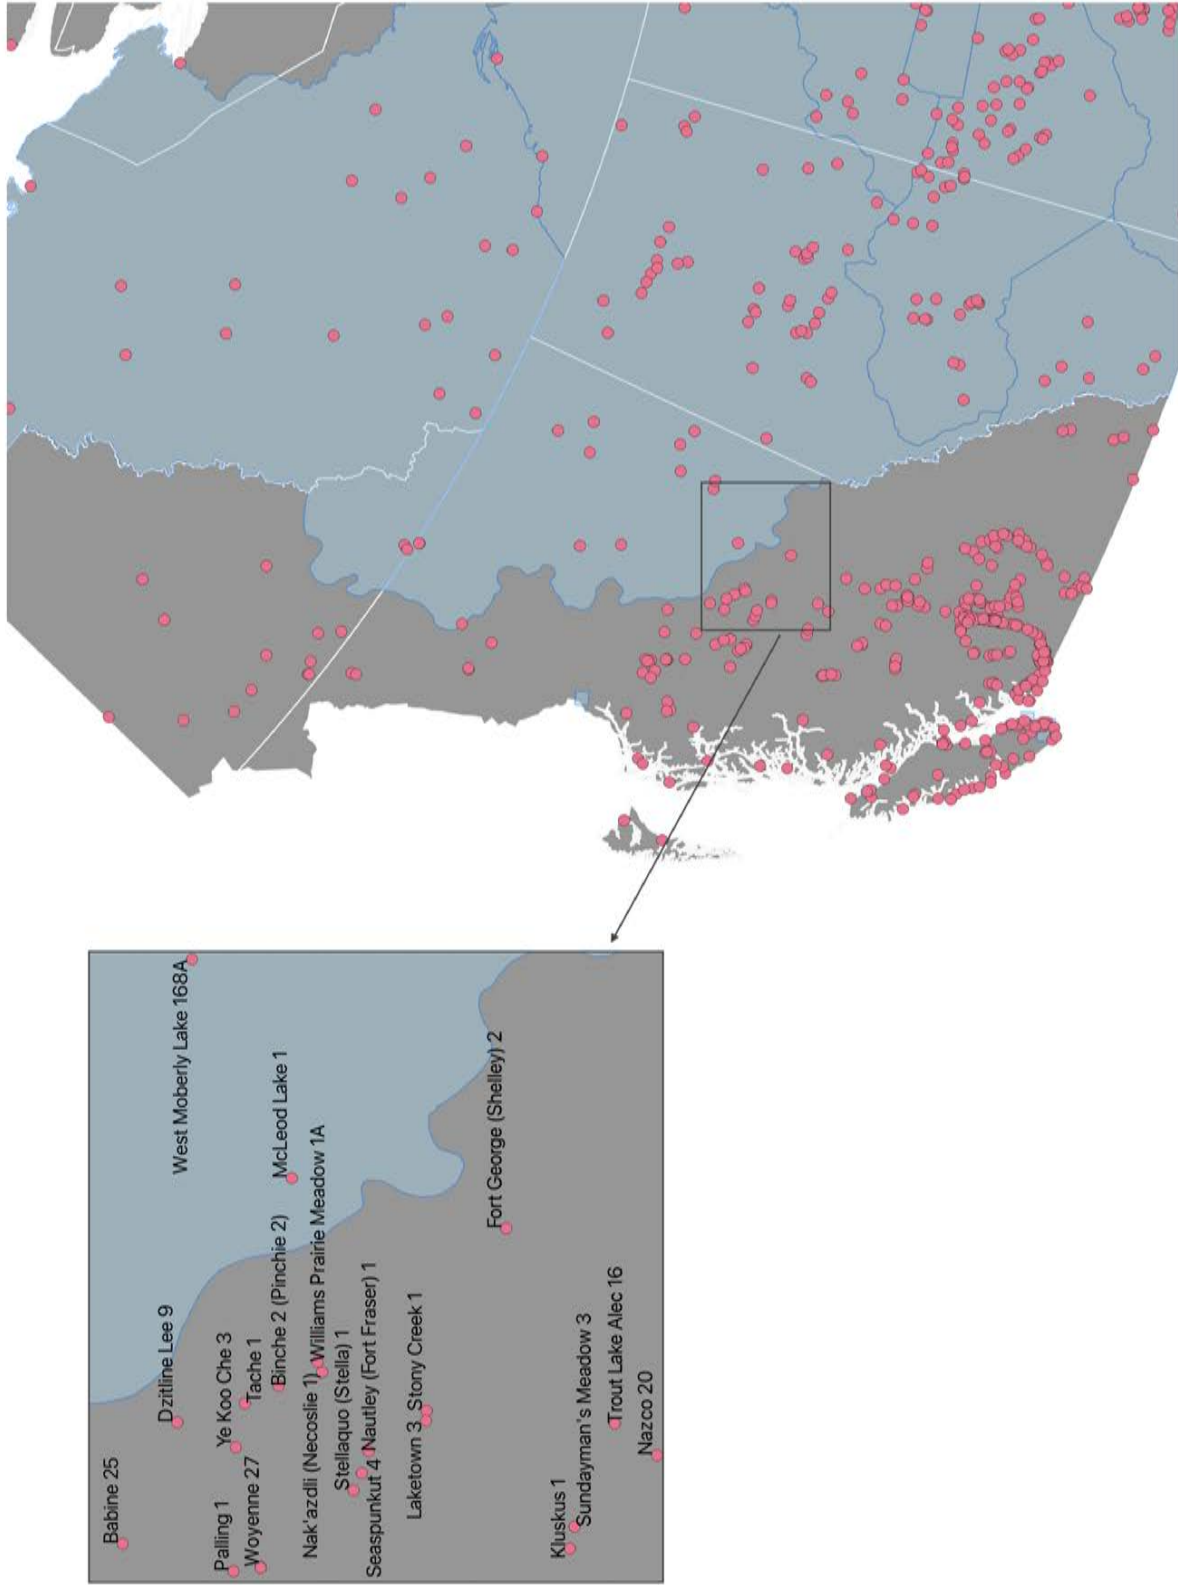 Babine 25
Dzitline Lee 9
West Moberly Lake 168A
Palling 1
Ye Koo Che 3
Woyenne 27
Tache 1
Binche 2 (Pinchie 2)
McLeod Lake 1
Nak'azdli (Necoslie 1)
Williams Prairie Meadow 1A
Stellaquo (Stella) 1
Seaspunkut 4
Nautley (Fort Fraser) 1
Laketown 3
Stony Creek 1
Fort George (Shelley) 2
Kluskus 1
Sundayman's Meadow 3
Trout Lake Alec 16
Nazco 20